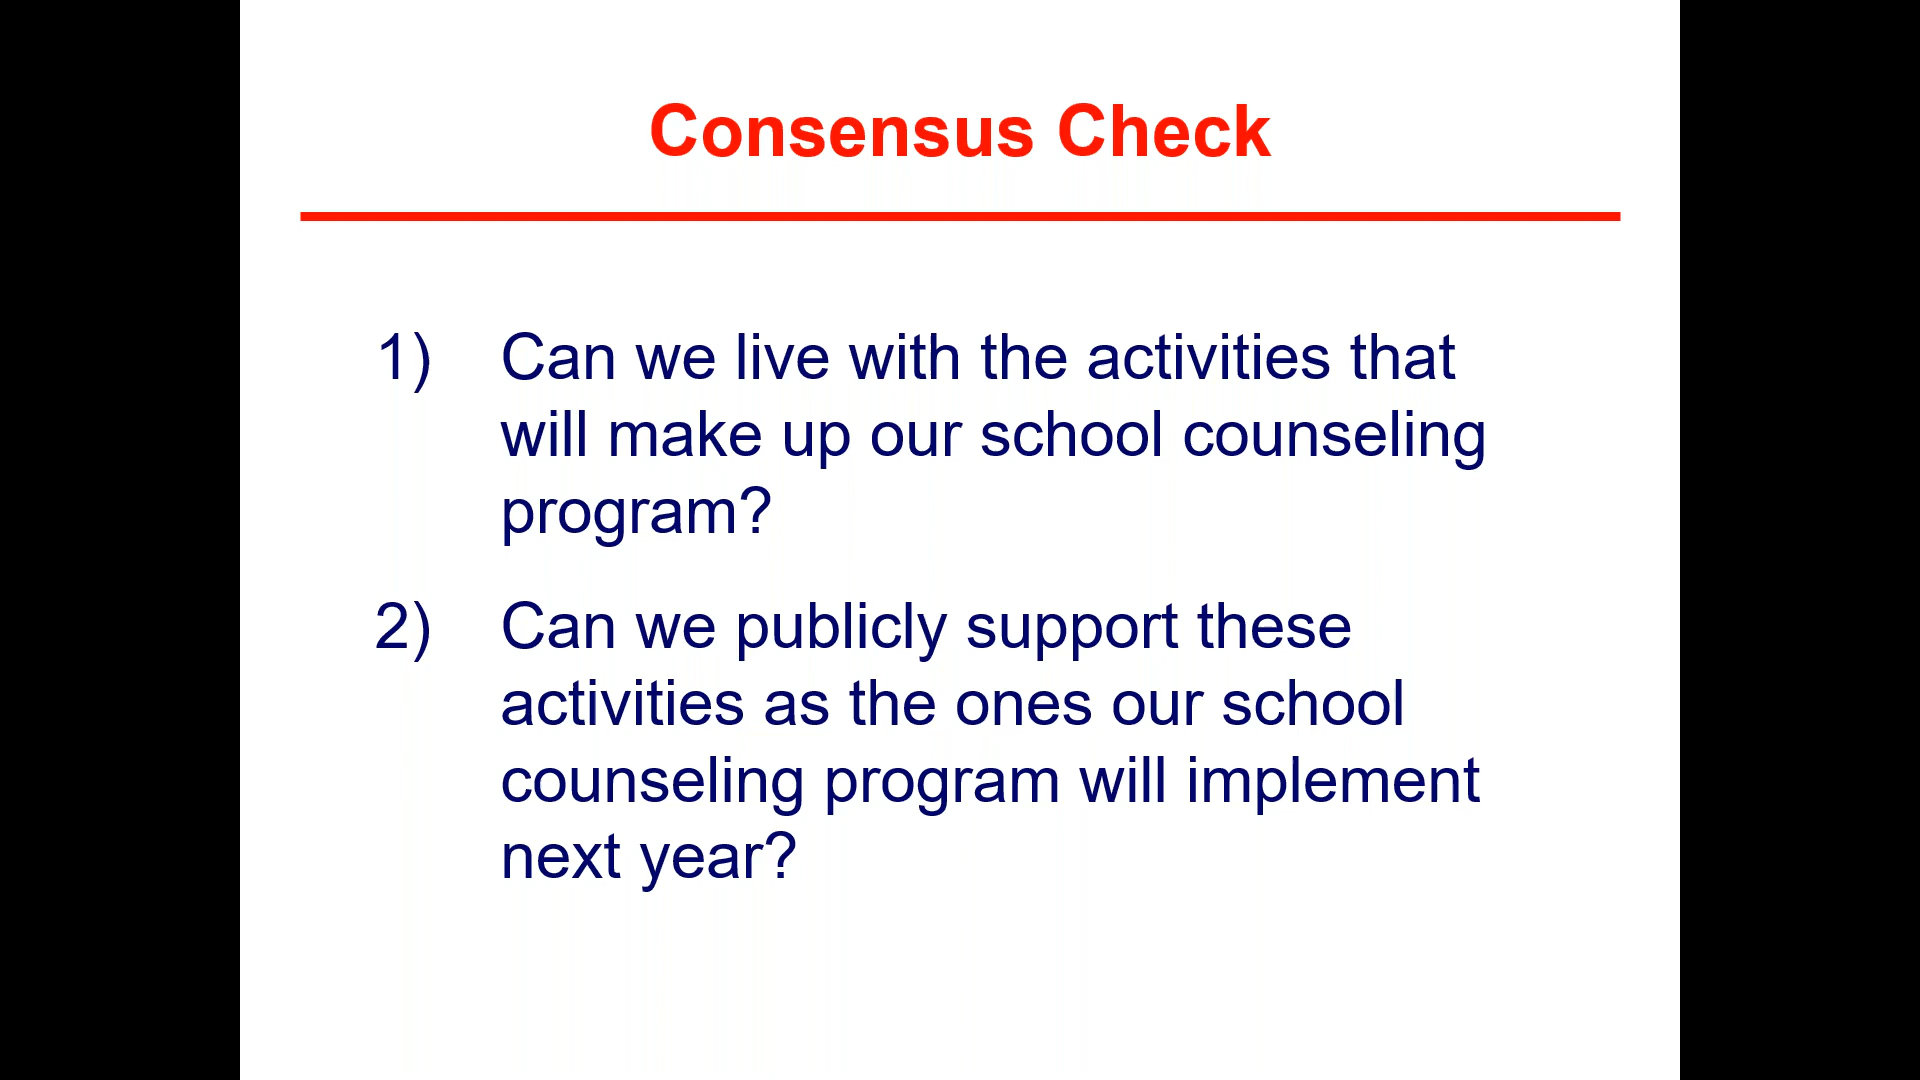 Consensus Check
1) Can we live with the activities that
will make up our school counseling
program?
2) Can we publicly support these
activities as the ones our school
counseling program will implement
next year?